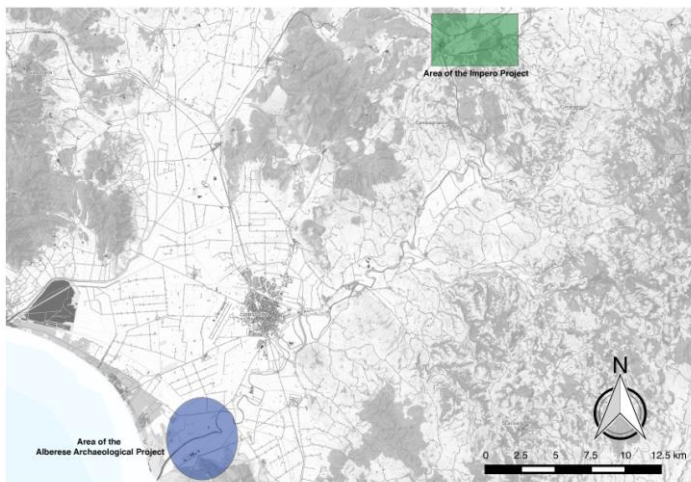 Area of the Impero Project
Area of the
Alberese Archaeological Project
N
0 2.5 5 7.5 10 12.5 km